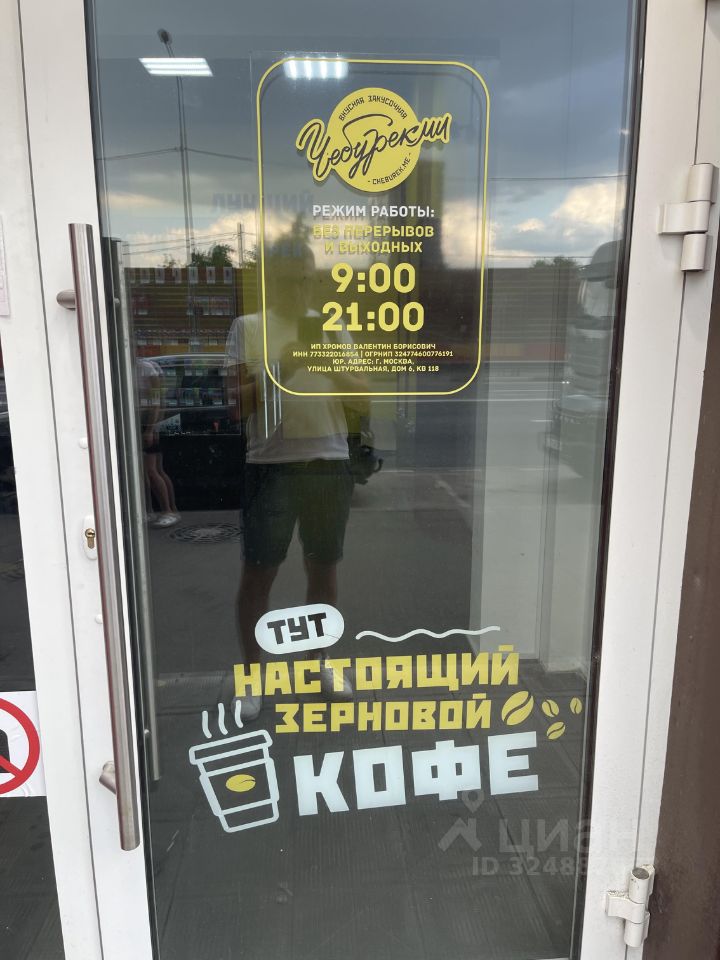 ВКУСНАЯ ЗАКУСОЧНАЯ
Чебурекми
- CHEBUREK.ME -
РЕЖИМ РАБОТЫ:
БЕЗ ПЕРЕРЫВОВ
И ВЫХОДНЫХ
9:00
21:00
ИП ХРОМОВ ВАЛЕНТИН БОРИСОВИЧ
ИНН 773322016854 | ОГРНИП 324774600776191
ЮР. АДРЕС: Г. МОСКВА,
УЛИЦА ШТУРВАЛЬНАЯ, ДОМ 6, КВ 118
ТУТ
НАСТОЯЩИЙ
ЗЕРНОВОЙ
КОФЕ
циан